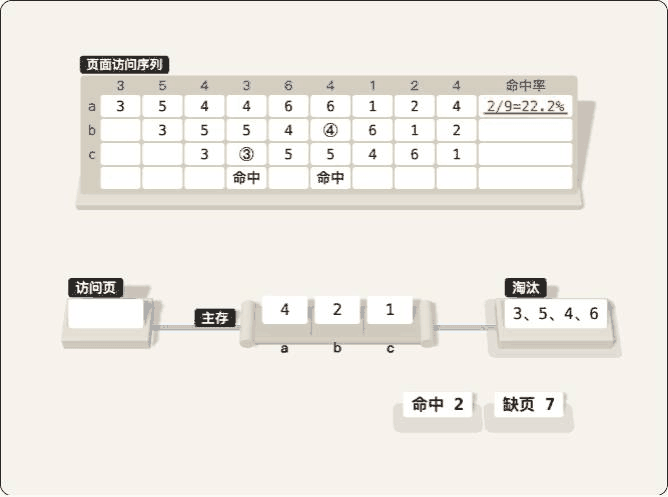 页面访问序列
3 5 4 3 6 4 1 2 4 命中率
a 3 5 4 4 6 6 1 2 4 2/9=22.2%
b 3 5 5 4 ④ 6 1 2
c 3 ③ 5 5 4 6 1
命中 命中
访问页
淘汰
主存
4 2 1
3、5、4、6
a b c
命中 2
缺页 7